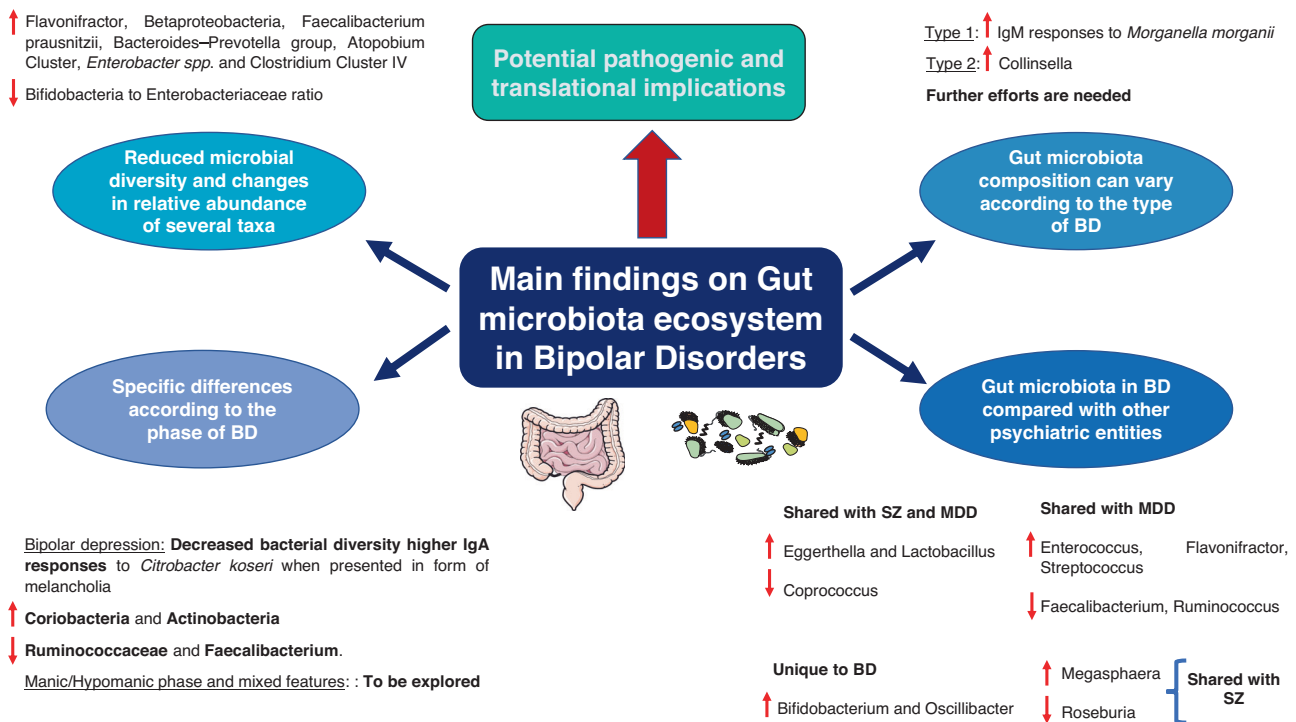 Flavonifractor, Betaproteobacteria, Faecalibacterium
prausnitzii, Bacteroides–Prevotella group, Atopobium
Cluster, Enterobacter spp. and Clostridium Cluster IV
Bifidobacteria to Enterobacteriaceae ratio
Potential pathogenic and
translational implications
Type 1: IgM responses to Morganella morganii
Type 2: Collinsella
Further efforts are needed
Reduced microbial
diversity and changes
in relative abundance
of several taxa
Gut microbiota
composition can vary
according to the type
of BD
Main findings on Gut
microbiota ecosystem
in Bipolar Disorders
Specific differences
according to the
phase of BD
Gut microbiota in BD
compared with other
psychiatric entities
Bipolar depression: Decreased bacterial diversity higher IgA
responses to Citrobacter koseri when presented in form of
melancholia
Coriobacteria and Actinobacteria
Ruminococcaceae and Faecalibacterium.
Manic/Hypomanic phase and mixed features: : To be explored
Shared with SZ and MDD
Eggerthella and Lactobacillus
Coprococcus
Shared with MDD
Enterococcus, Flavonifractor,
Streptococcus
Faecalibacterium, Ruminococcus
Unique to BD
Bifidobacterium and Oscillibacter
Megasphaera
Roseburia
Shared with
SZ